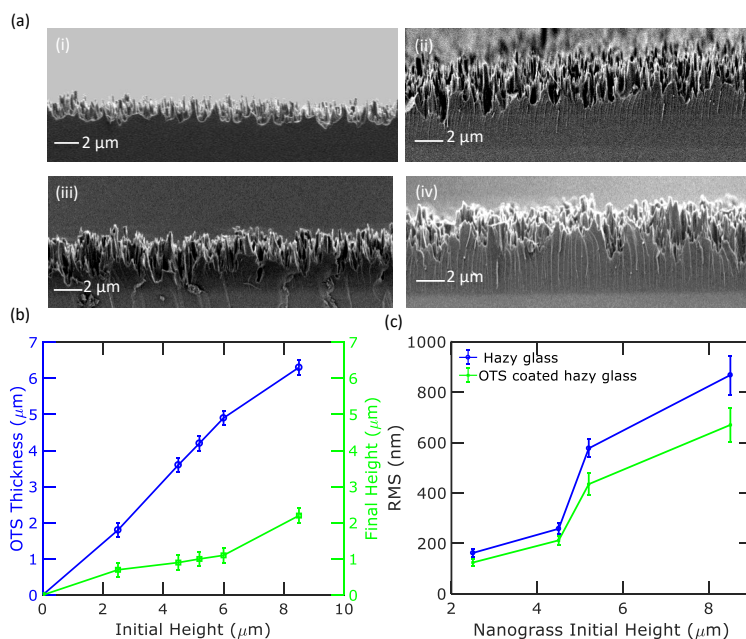 (a)
(i)
2 μm
(ii)
2 μm
(iii)
2 μm
(iv)
2 μm
(b)
7
6
5
4
3
2
1
0
OTS Thickness (μm)
7
6
5
4
3
2
1
0
Final Height (μm)
0 2 4 6 8 10
Initial Height (μm)
(c)
1000
800
600
400
200
0
RMS (nm)
Hazy glass
OTS coated hazy glass
2 4 6 8
Nanograss Initial Height (μm)